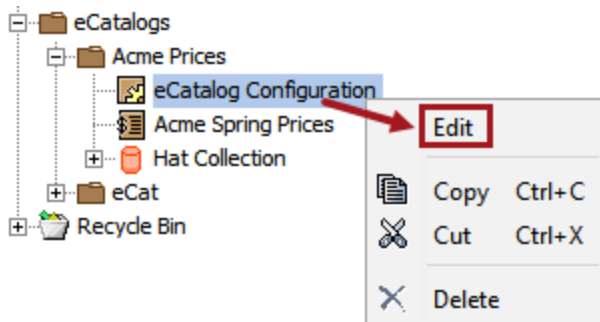 eCatalogs
Acme Prices
eCatalog Configuration
Edit
Acme Spring Prices
Hat Collection
eCat
Copy Ctrl+C
Recycle Bin
Cut Ctrl+X
Delete